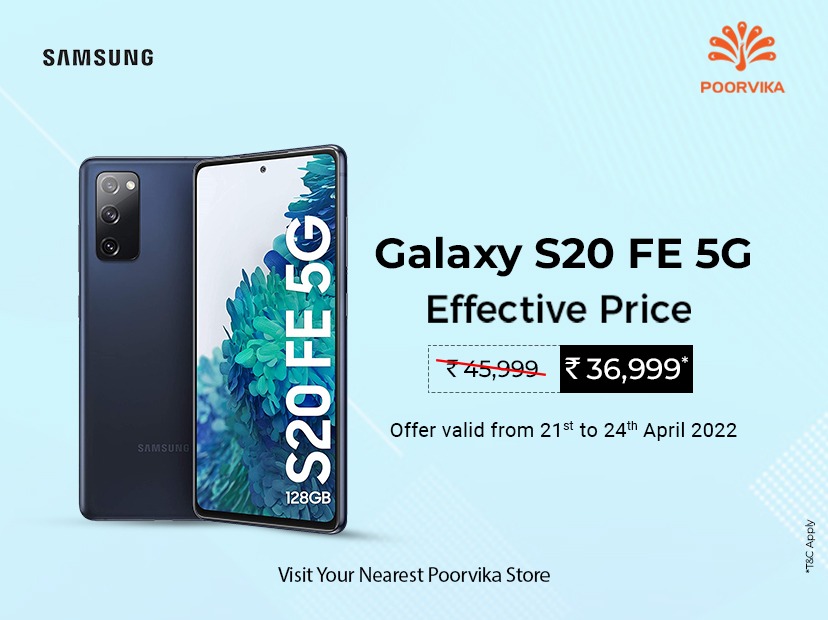 SAMSUNG
POORVIKA
S20 FE 5G
128GB
SAMSUNG
Galaxy S20 FE 5G
Effective Price
₹ 45,999 ₹ 36,999*
Offer valid from 21st to 24th April 2022
*T&C Apply
Visit Your Nearest Poorvika Store